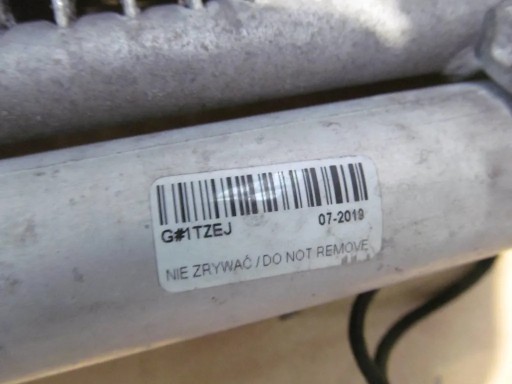 G#1TZEJ 07-2019
NIE ZRYWAĆ / DO NOT REMOVE